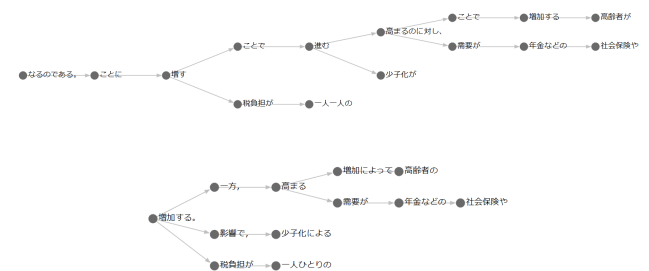 ことで 増加する 高齢者が
高まるのに対し、
ことで 進む 需要が 年金などの 社会保険や
なるのである。 ことに 増す 少子化が
税負担が 一人一人の
増加によって 高齢者の
一方, 高まる
需要が 年金などの 社会保険や
増加する。
影響で, 少子化による
税負担が 一人ひとりの